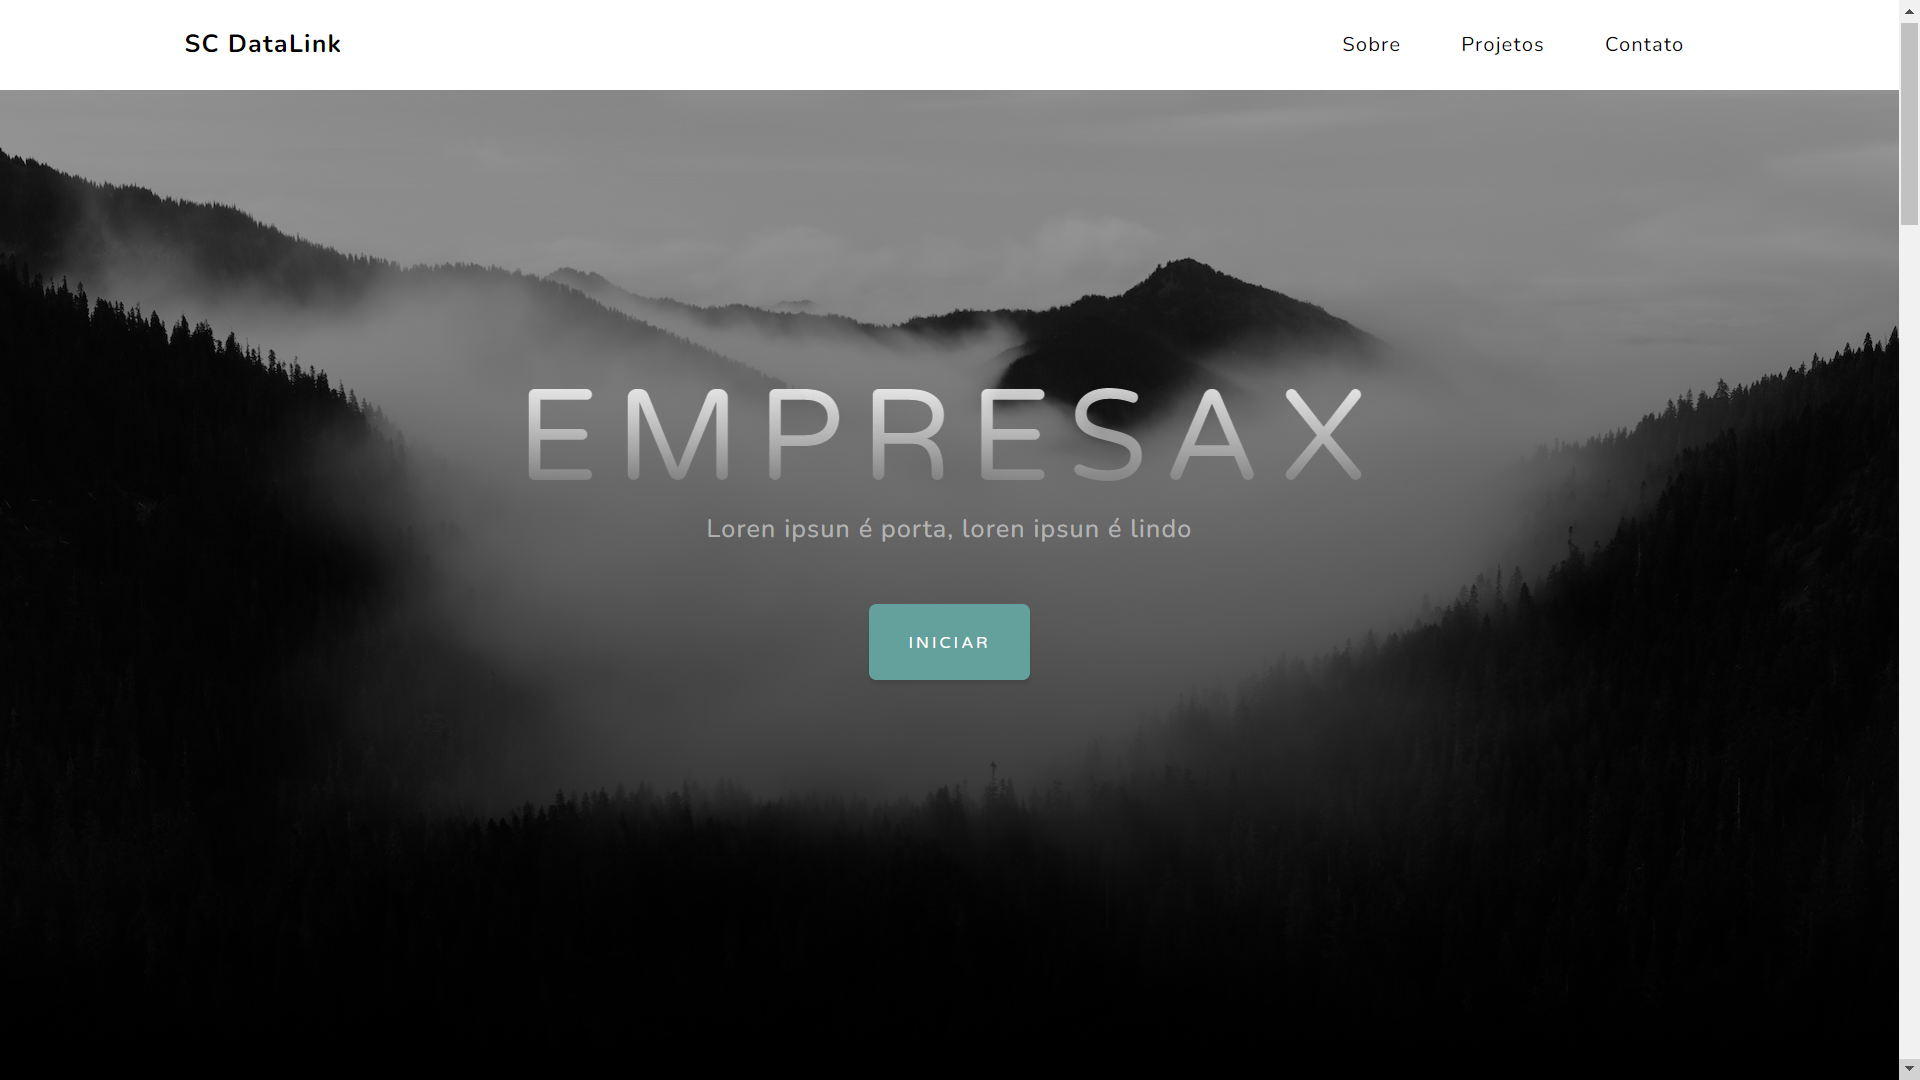 SC DataLink
Sobre
Projetos
Contato
EMPRESAX
Loren ipsun é porta, loren ipsun é lindo
INICIAR